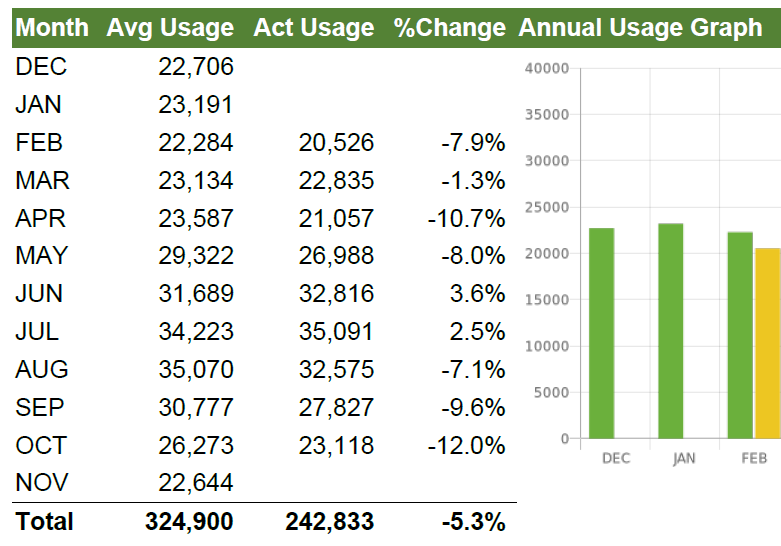 Month Avg Usage Act Usage %Change Annual Usage Graph
DEC 22,706
JAN 23,191
FEB 22,284 20,526 -7.9%
MAR 23,134 22,835 -1.3%
APR 23,587 21,057 -10.7%
MAY 29,322 26,988 -8.0%
JUN 31,689 32,816 3.6%
JUL 34,223 35,091 2.5%
AUG 35,070 32,575 -7.1%
SEP 30,777 27,827 -9.6%
OCT 26,273 23,118 -12.0%
NOV 22,644
Total 324,900 242,833 -5.3%
40000
35000
30000
25000
20000
15000
10000
5000
0
DEC JAN FEB